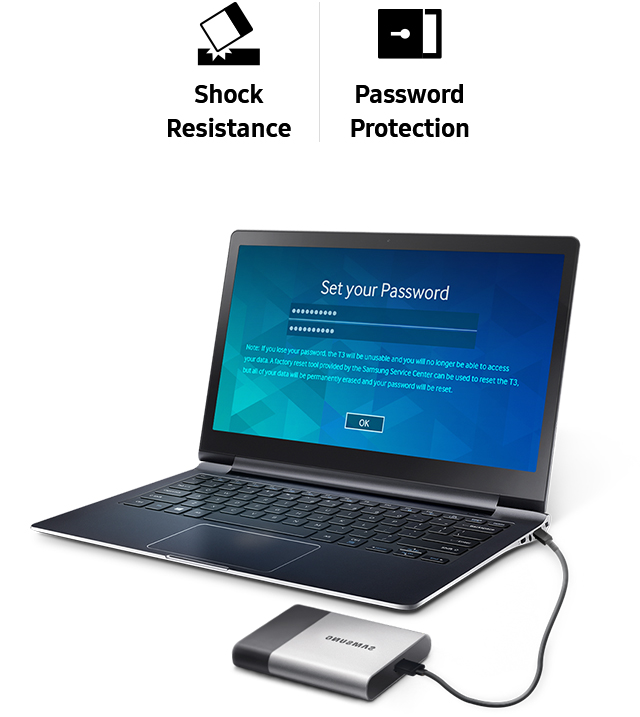 Shock
Resistance
Password
Protection
Set your Password
Note: If you lose your password, the T3 will be unusable and you will no longer be able to access
your data. A factory reset tool provided by the Samsung Service Center can be used to reset the T3,
but all of your data will be permanently erased and your password will be reset.
OK
SAMSUNG